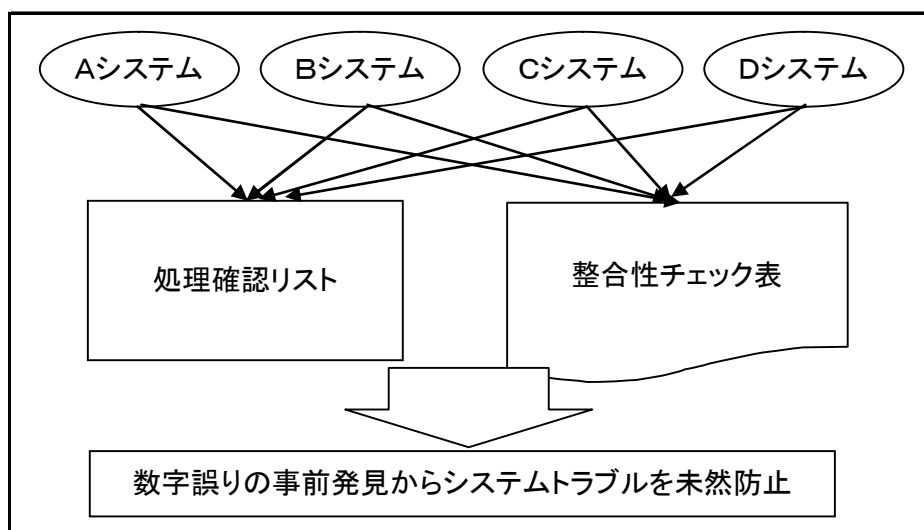 Aシステム
Bシステム
Cシステム
Dシステム
処理確認リスト
整合性チェック表
数字誤りの事前発見からシステムトラブルを未然防止